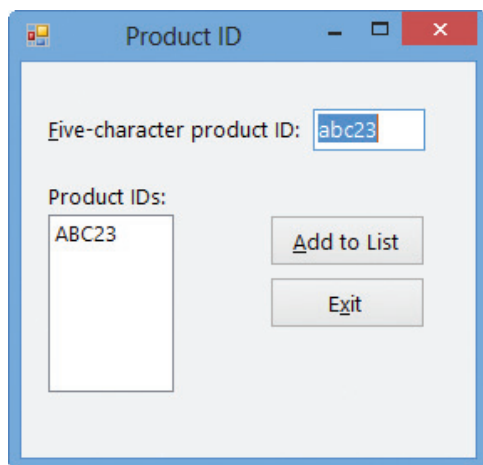 Product ID
Five-character product ID: abc23
Product IDs:
ABC23
Add to List
Exit